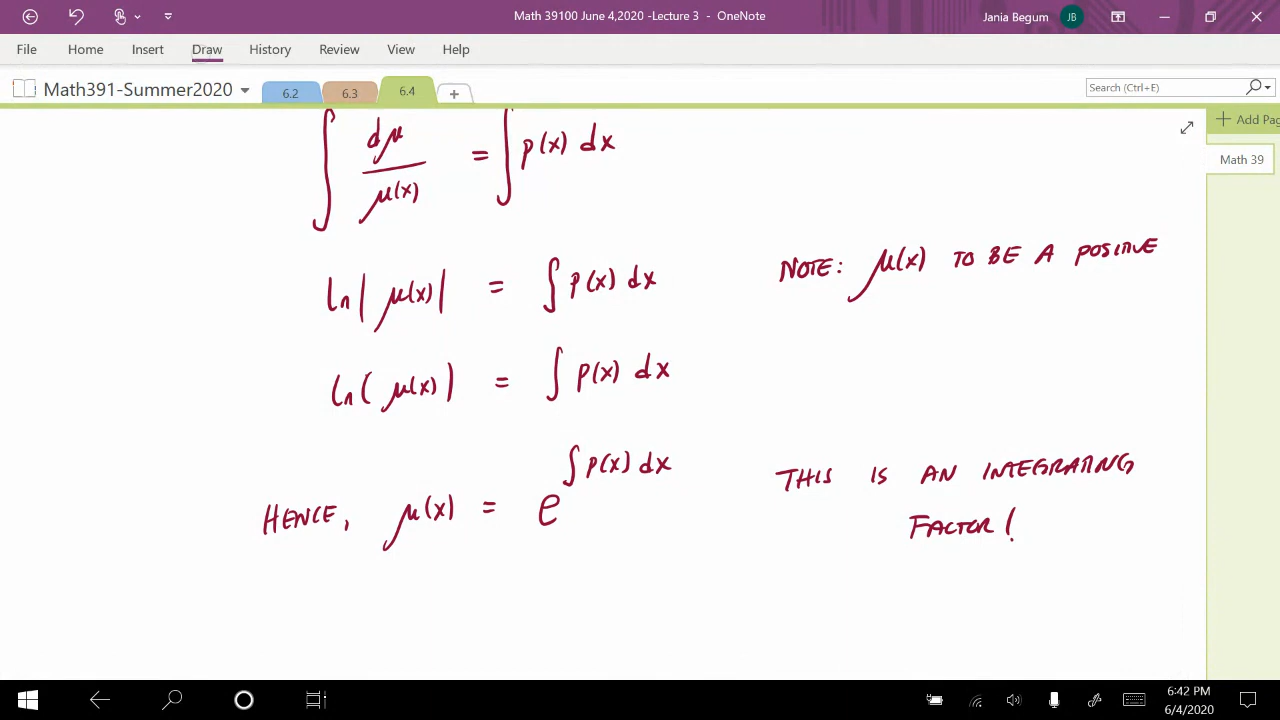 Math 39100 June 4,2020 -Lecture 3 - OneNote
Jania Begum JB
File Home Insert Draw History Review View Help
Math391-Summer2020 6.2 6.3 6.4
Search (Ctrl+E)
Add Pag
Math 39
∫ dμ/μ(x) = ∫ p(x) dx
ln|μ(x)| = ∫ p(x) dx
NOTE: μ(x) TO BE A POSITIVE
ln(μ(x)) = ∫ p(x) dx
HENCE, μ(x) = e^∫p(x) dx
THIS IS AN INTEGRATING
FACTOR!
6:42 PM
6/4/2020